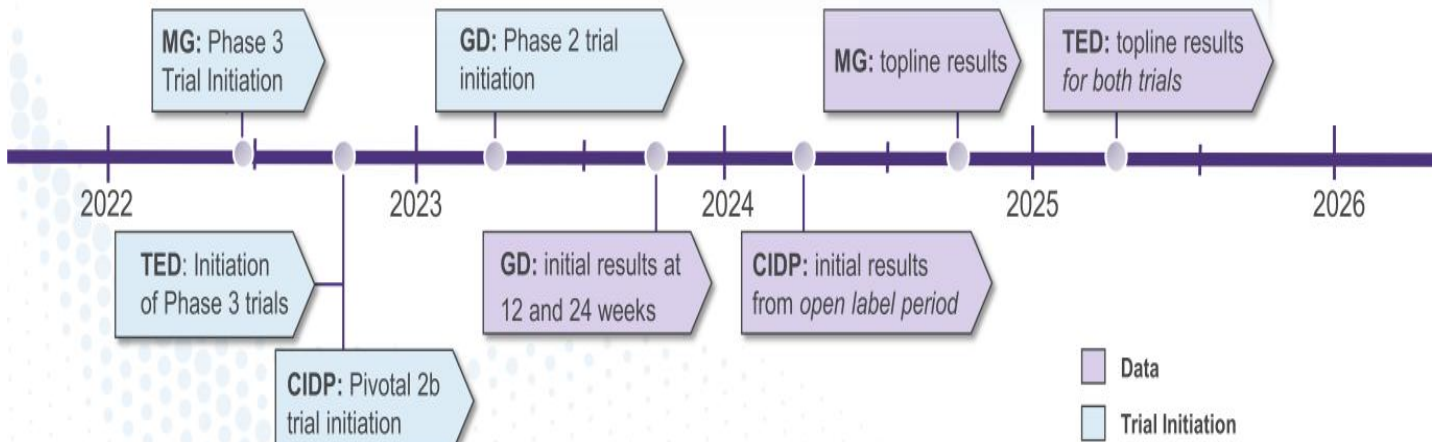 MG: Phase 3
Trial Initiation
GD: Phase 2 trial
initiation
MG: topline results
TED: topline results
for both trials
2022
2023
2024
2025
2026
TED: Initiation
of Phase 3 trials
GD: initial results at
12 and 24 weeks
CIDP: initial results
from open label period
CIDP: Pivotal 2b
trial initiation
Data
Trial Initiation